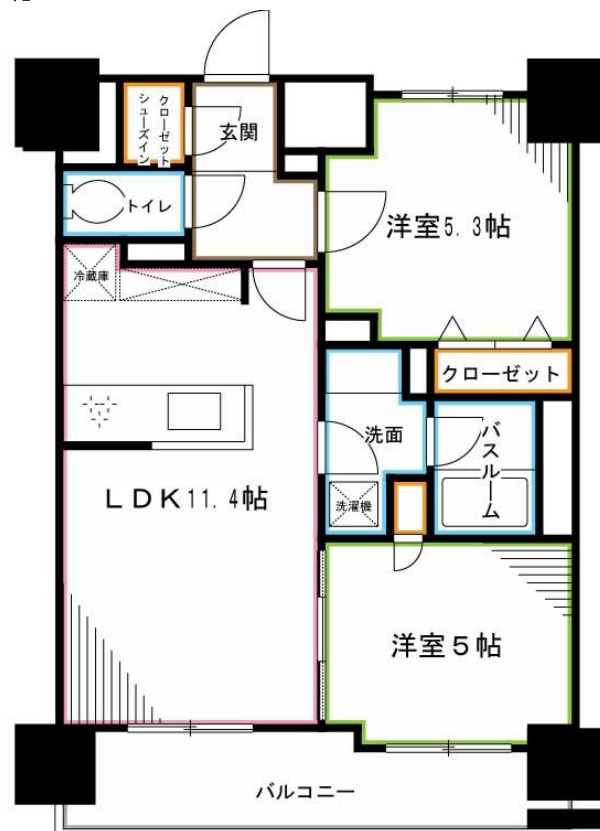 シューズイン
クローゼット
玄関
トイレ
洋室5.3帖
冷蔵庫
クローゼット
洗面
バスルーム
LDK11.4帖
洗濯機
洋室5帖
バルコニー